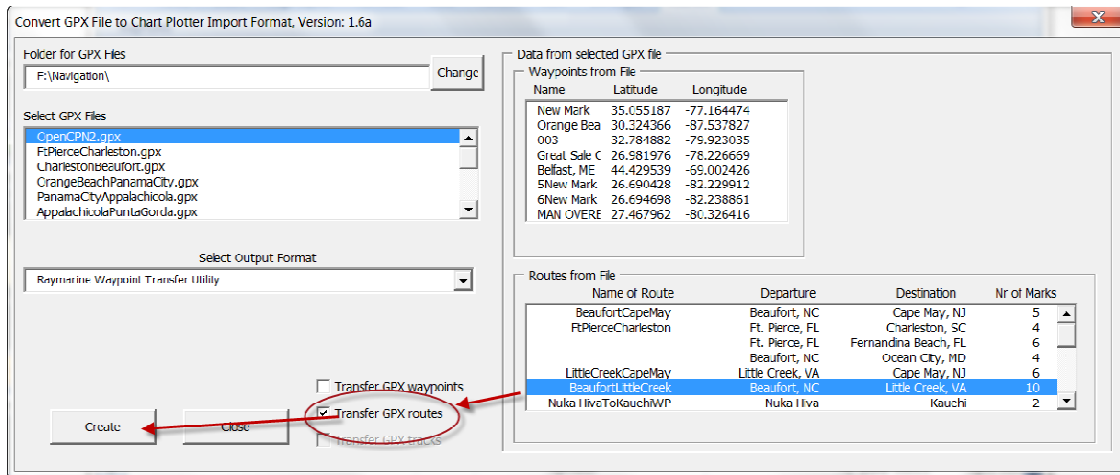 Convert GPX File to Chart Plotter Import Format, Version: 1.6a
X
Folder for GPX Files
F:\Navigation\
Change
Select GPX Files
OpenCPN2.gpx
FtPierceCharleston.gpx
CharlestonBeaufort.gpx
OrangeBeachPanamaCity.gpx
PanamaCityAppalachicola.gpx
AppalachicolaPuntaGorda.gpx
Select Output Format
Raymarine Waypoint Transfer Utility
Transfer GPX waypoints
Transfer GPX routes
Transfer GPX tracks
Create
Close
Data from selected GPX file
Waypoints from File
Name Latitude Longitude
New Mark 35.055187 -77.164474
Orange Bea 30.324366 -87.537827
003 32.784882 -79.923035
Great Sale C 26.981976 -78.226669
Belfast, ME 44.429539 -69.002426
5New Mark 26.690428 -82.229912
6New Mark 26.694698 -82.238861
MAN OVERB 27.467962 -80.326416
Routes from File
Name of Route Departure Destination Nr of Marks
BeaufortCapeMay Beaufort, NC Cape May, NJ 5
FtPierceCharleston Ft. Pierce, FL Charleston, SC 4
Ft. Pierce, FL Fernandina Beach, FL 6
Beaufort, NC Ocean City, MD 4
LittleCreekCapeMay Little Creek, VA Cape May, NJ 6
BeaufortLittleCreek Beaufort, NC Little Creek, VA 10
NukaHivaToKauehiWP Nuka Hiva Kauehi 2